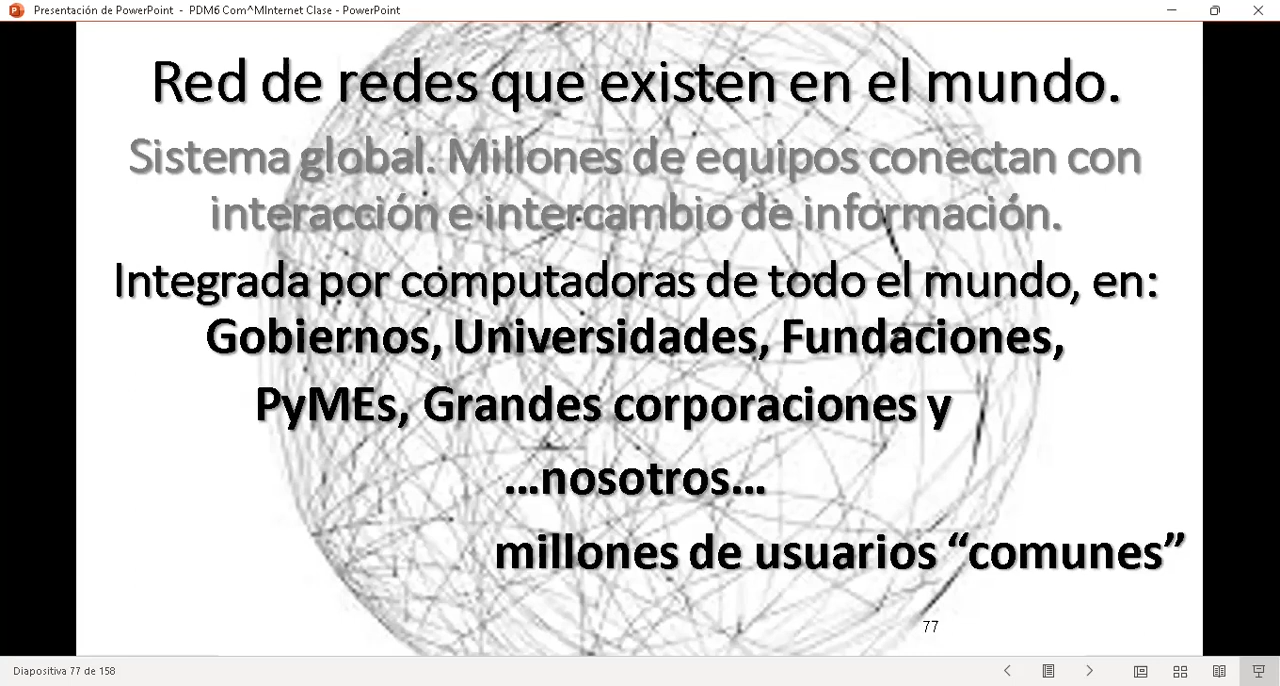 Presentación de PowerPoint - PDM6 Com^MInternet Clase - PowerPoint
Red de redes que existen en el mundo.
Sistema global. Millones de equipos conectan con
interacción e intercambio de información.
Integrada por computadoras de todo el mundo, en:
Gobiernos, Universidades, Fundaciones,
PyMEs, Grandes corporaciones y
...nosotros...
millones de usuarios “comunes”
77
Diapositiva 77 de 158